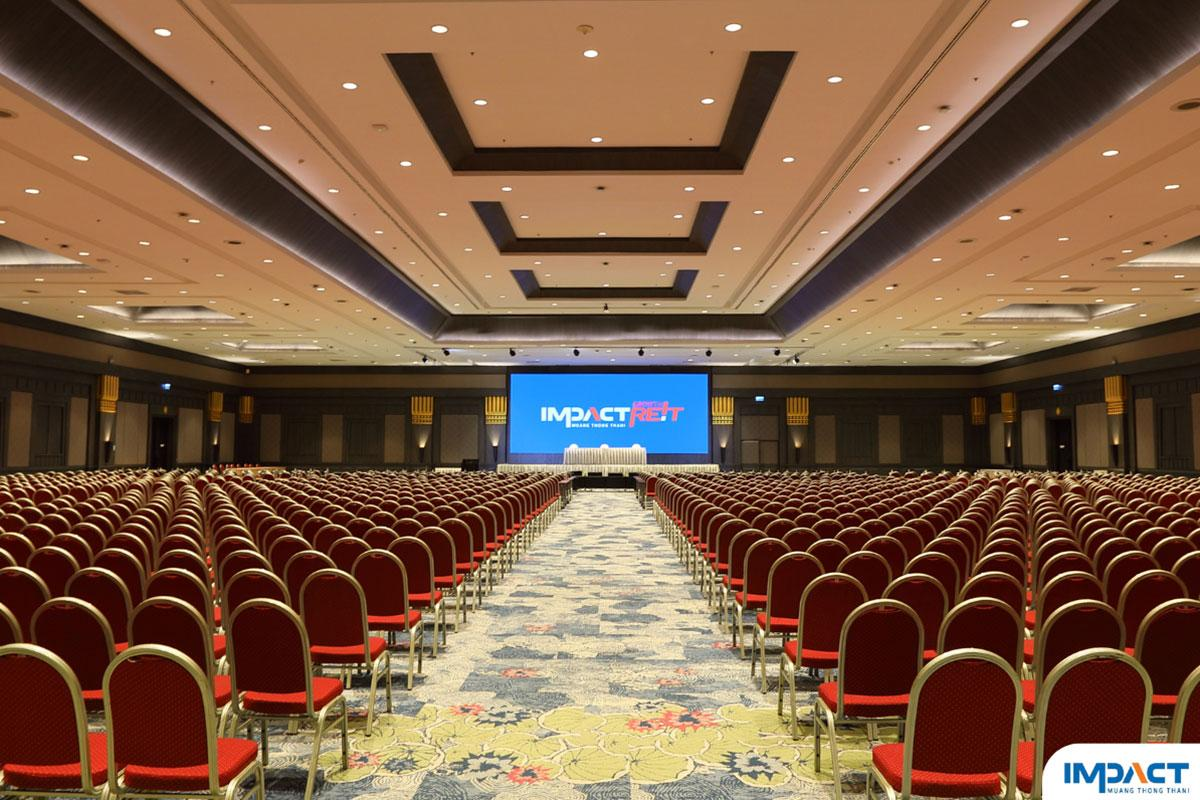 IMPACT
MUANG THONG THANI
REIT
IMPACT
MUANG THONG THANI